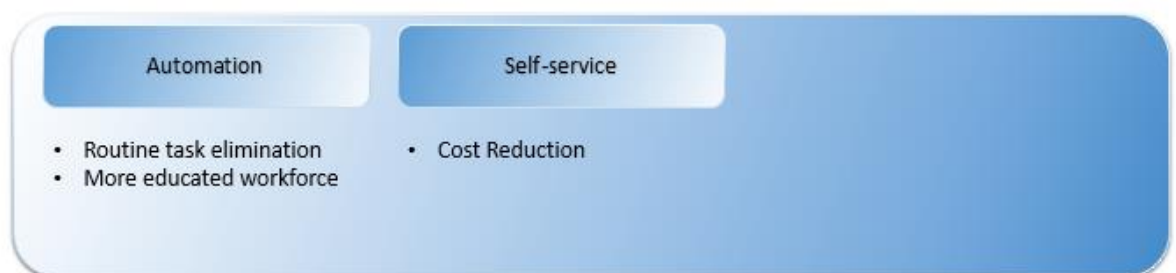 Automation
Self-service
• Routine task elimination
• More educated workforce
• Cost Reduction